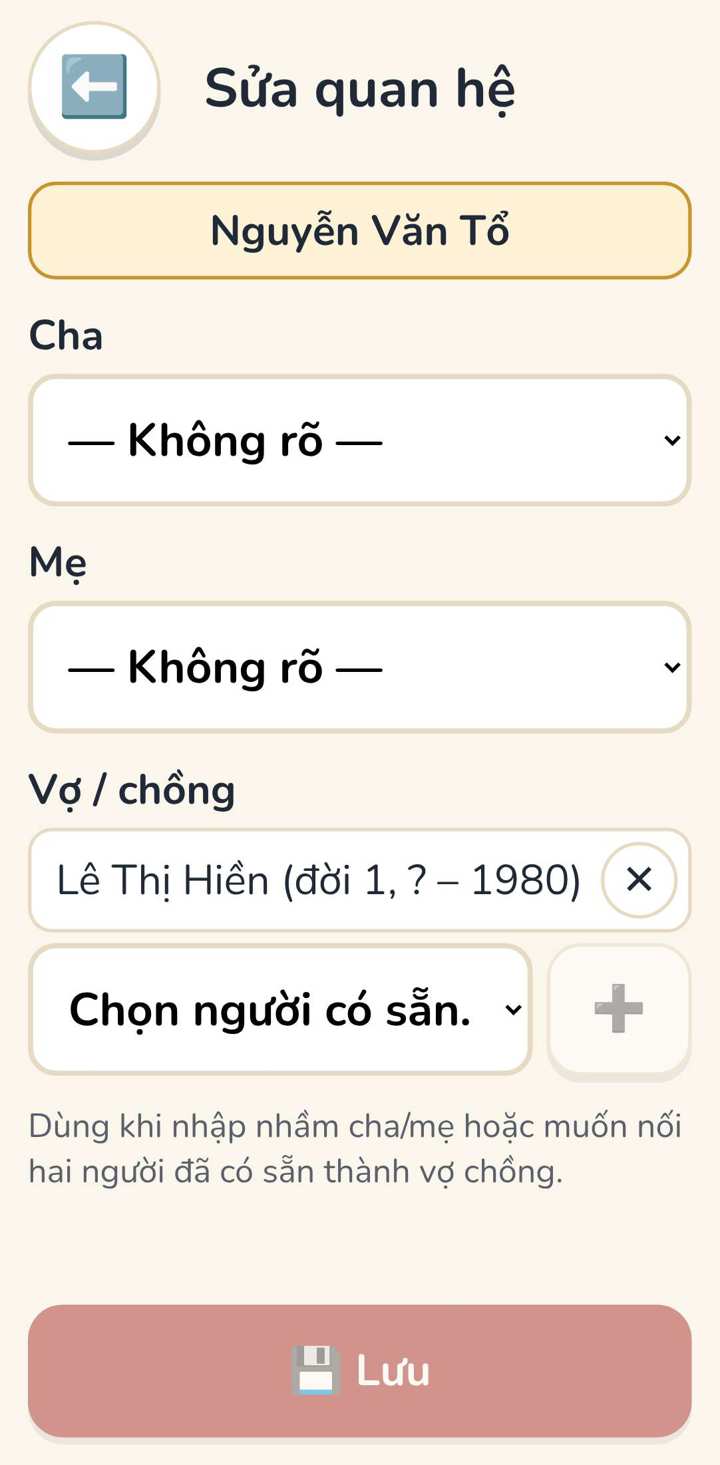 Sửa quan hệ
Nguyễn Văn Tổ
Cha
— Không rõ —
Mẹ
— Không rõ —
Vợ / chồng
Lê Thị Hiền (đời 1, ? – 1980)
Chọn người có sẵn.
Dùng khi nhập nhầm cha/mẹ hoặc muốn nối
hai người đã có sẵn thành vợ chồng.
💾 Lưu